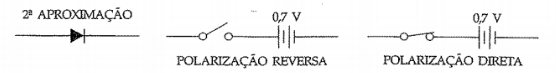 2ª APROXIMAÇÃO
0,7 V
POLARIZAÇÃO REVERSA
0,7 V
POLARIZAÇÃO DIRETA